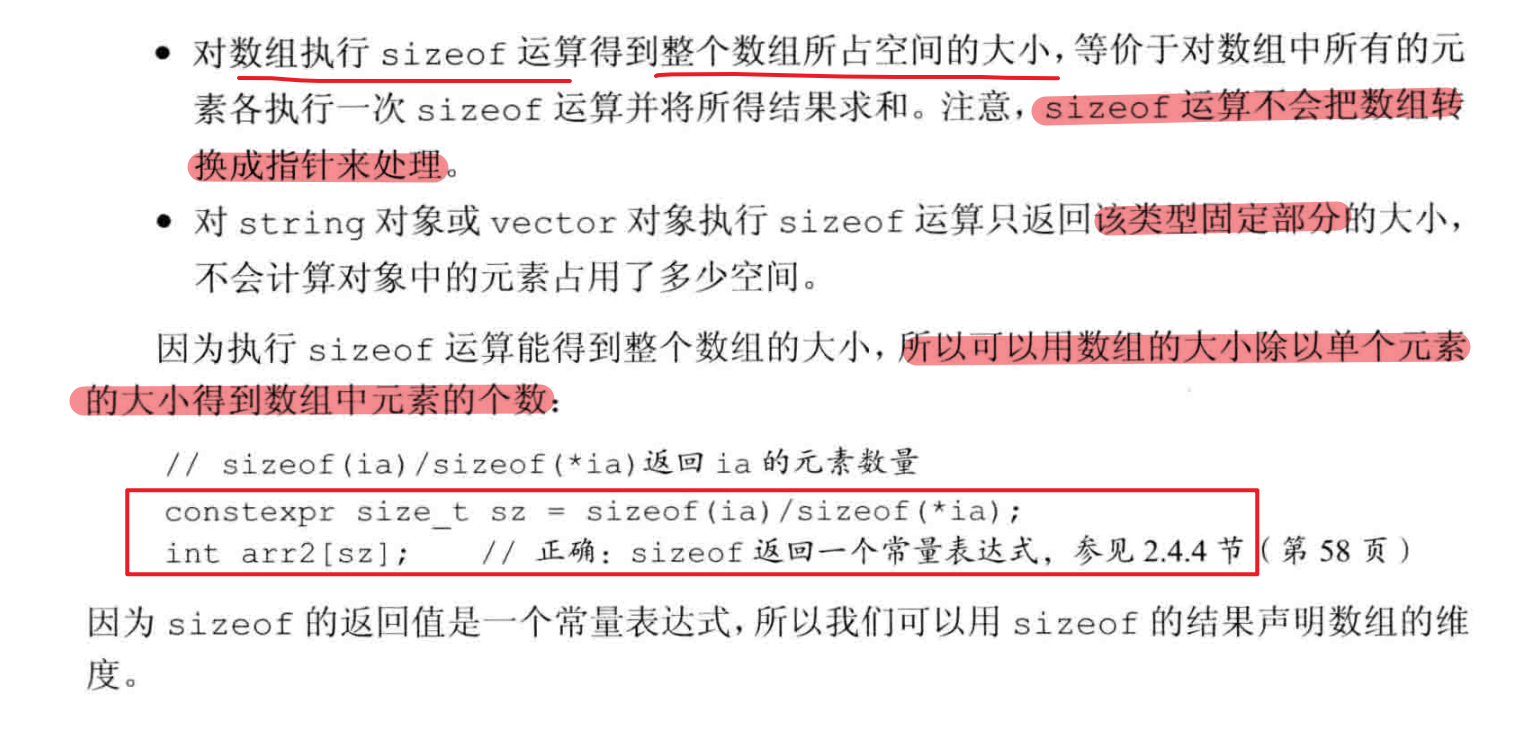 • 对数组执行 sizeof 运算得到整个数组所占空间的大小，等价于对数组中所有的元
素各执行一次 sizeof 运算并将所得结果求和。注意，sizeof 运算不会把数组转
换成指针来处理。
• 对 string 对象或 vector 对象执行 sizeof 运算只返回该类型固定部分的大小，
不会计算对象中的元素占用了多少空间。
因为执行 sizeof 运算能得到整个数组的大小，所以可以用数组的大小除以单个元素
的大小得到数组中元素的个数：
// sizeof(ia)/sizeof(*ia)返回 ia 的元素数量
constexpr size_t sz = sizeof(ia)/sizeof(*ia);
int arr2[sz]; // 正确：sizeof 返回一个常量表达式，参见 2.4.4 节（第 58 页）
因为 sizeof 的返回值是一个常量表达式，所以我们可以用 sizeof 的结果声明数组的维
度。